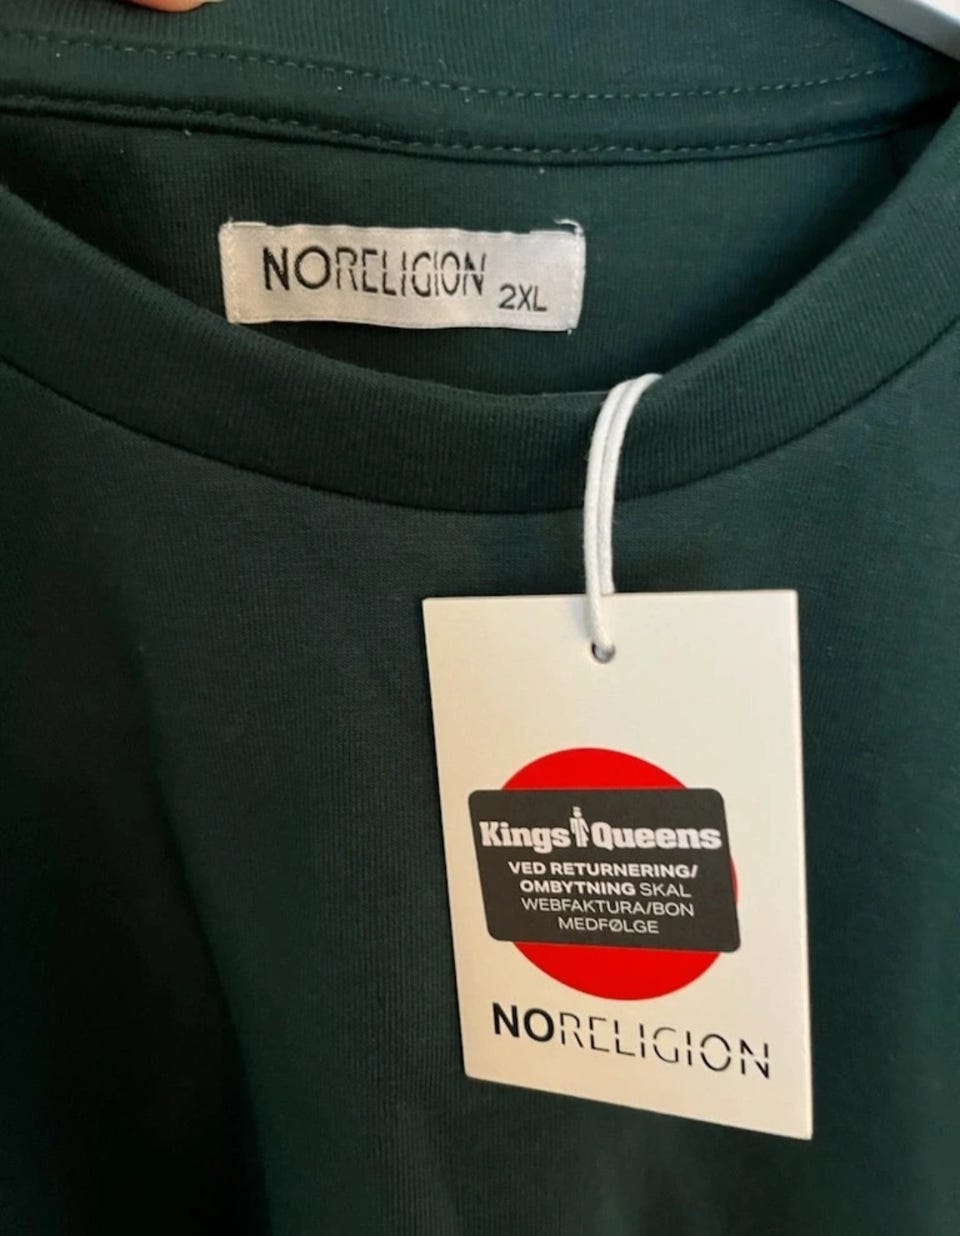 NORELIGION
2XL
Kings Queens
VED RETURNERING/
OMBYTNING SKAL
WEBFAKTURA/BON
MEDFØLGE
NORELIGION